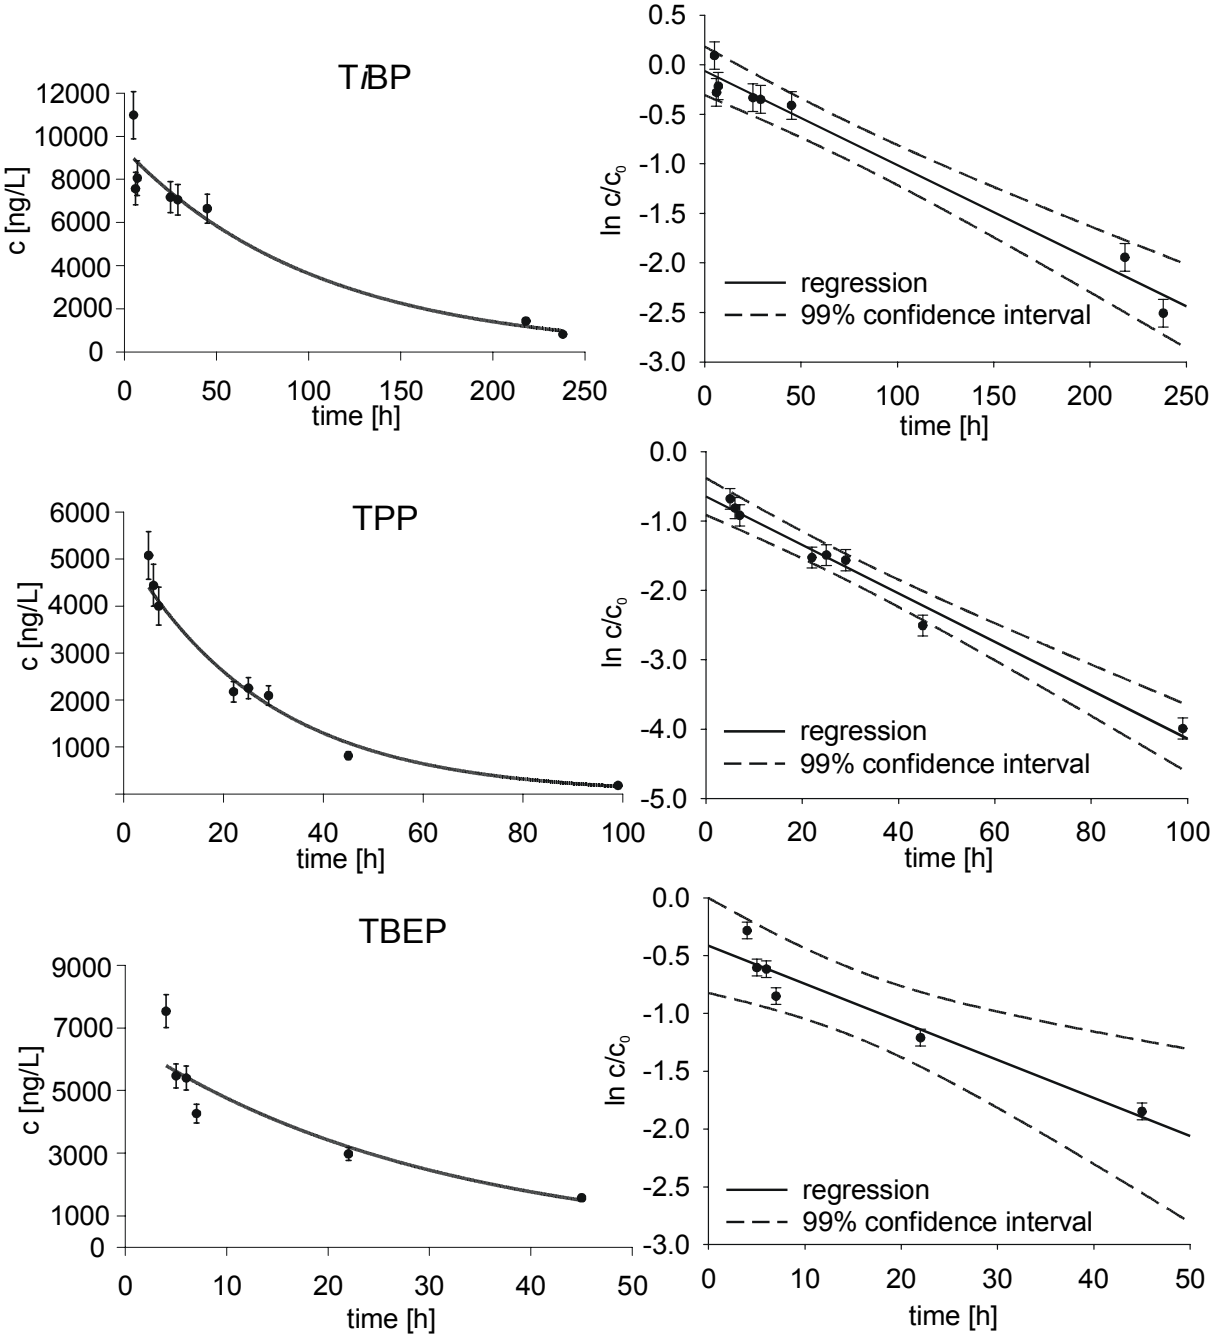 TiBP
c [ng/L]
12000
10000
8000
6000
4000
2000
0
0 50 100 150 200 250
time [h]
ln c/c₀
0.5
0.0
-0.5
-1.0
-1.5
-2.0
-2.5
-3.0
regression
99% confidence interval
0 50 100 150 200 250
time [h]
TPP
c [ng/L]
6000
5000
4000
3000
2000
1000
0 20 40 60 80 100
time [h]
ln c/c₀
0.0
-1.0
-2.0
-3.0
-4.0
-5.0
regression
99% confidence interval
0 20 40 60 80 100
time [h]
TBEP
c [ng/L]
9000
7000
5000
3000
1000
0
0 10 20 30 40 50
time [h]
ln c/c₀
0.0
-0.5
-1.0
-1.5
-2.0
-2.5
-3.0
regression
99% confidence interval
0 10 20 30 40 50
time [h]